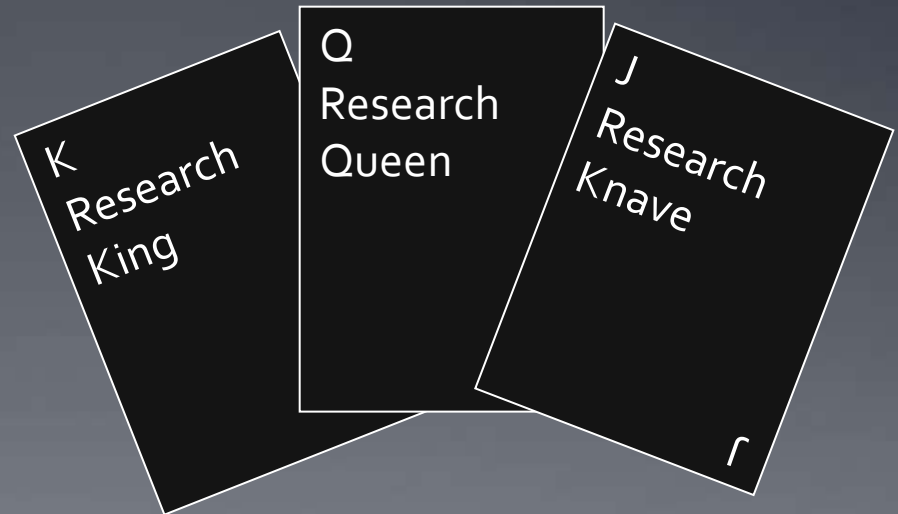 K
Research
King
Q
Research
Queen
J
Research
Knave
J